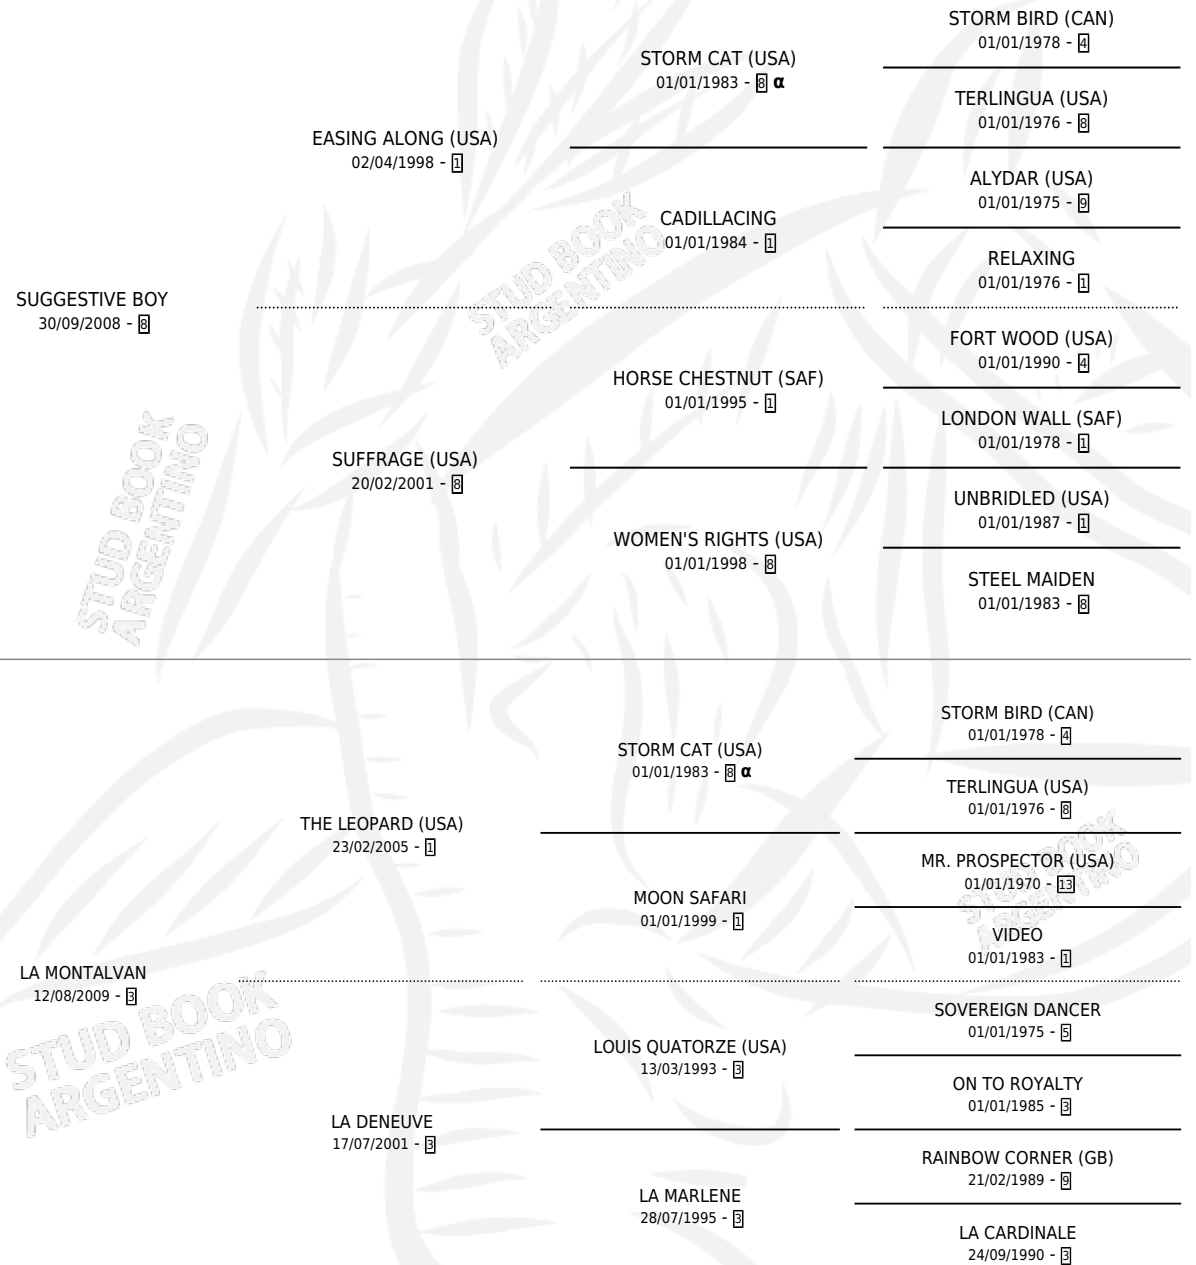 STORM BIRD (CAN)
01/01/1978 - 4
STORM CAT (USA)
01/01/1983 - 8 α
TERLINGUA (USA)
01/01/1976 - 8
EASING ALONG (USA)
02/04/1998 - 1
ALYDAR (USA)
01/01/1975 - 9
CADILLACING
01/01/1984 - 1
RELAXING
01/01/1976 - 1
SUGGESTIVE BOY
30/09/2008 - 8
FORT WOOD (USA)
01/01/1990 - 4
HORSE CHESTNUT (SAF)
01/01/1995 - 1
LONDON WALL (SAF)
01/01/1978 - 1
SUFFRAGE (USA)
20/02/2001 - 8
UNBRIDLED (USA)
01/01/1987 - 1
WOMEN'S RIGHTS (USA)
01/01/1998 - 8
STEEL MAIDEN
01/01/1983 - 8
STORM BIRD (CAN)
01/01/1978 - 4
STORM CAT (USA)
01/01/1983 - 8 α
TERLINGUA (USA)
01/01/1976 - 8
THE LEOPARD (USA)
23/02/2005 - 1
MR. PROSPECTOR (USA)
01/01/1970 - 13
MOON SAFARI
01/01/1999 - 1
VIDEO
01/01/1983 - 1
LA MONTALVAN
12/08/2009 - 3
SOVEREIGN DANCER
01/01/1975 - 5
LOUIS QUATORZE (USA)
13/03/1993 - 3
ON TO ROYALTY
01/01/1985 - 3
LA DENEUVE
17/07/2001 - 3
RAINBOW CORNER (GB)
21/02/1989 - 9
LA MARLENE
28/07/1995 - 3
LA CARDINALE
24/09/1990 - 3
STUD BOOK
ARGENTINO
STUD BOOK
ARGENTINO
STUD BOOK
ARGENTINO
STUD BOOK
ARGENTINO